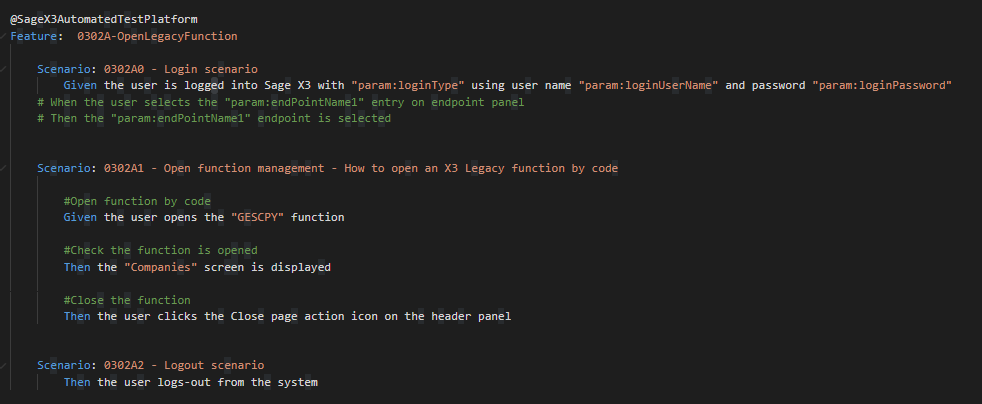 @SageX3AutomatedTestPlatform
Feature:  0302A-OpenLegacyFunction
Scenario: 0302A0 - Login scenario
Given the user is logged into Sage X3 with "param:loginType" using user name "param:loginUserName" and password "param:loginPassword"
# When the user selects the "param:endPointName1" entry on endpoint panel
# Then the "param:endPointName1" endpoint is selected
Scenario: 0302A1 - Open function management - How to open an X3 Legacy function by code
#Open function by code
Given the user opens the "GESCPY" function
#Check the function is opened
Then the "Companies" screen is displayed
#Close the function
Then the user clicks the Close page action icon on the header panel
Scenario: 0302A2 - Logout scenario
Then the user logs-out from the system